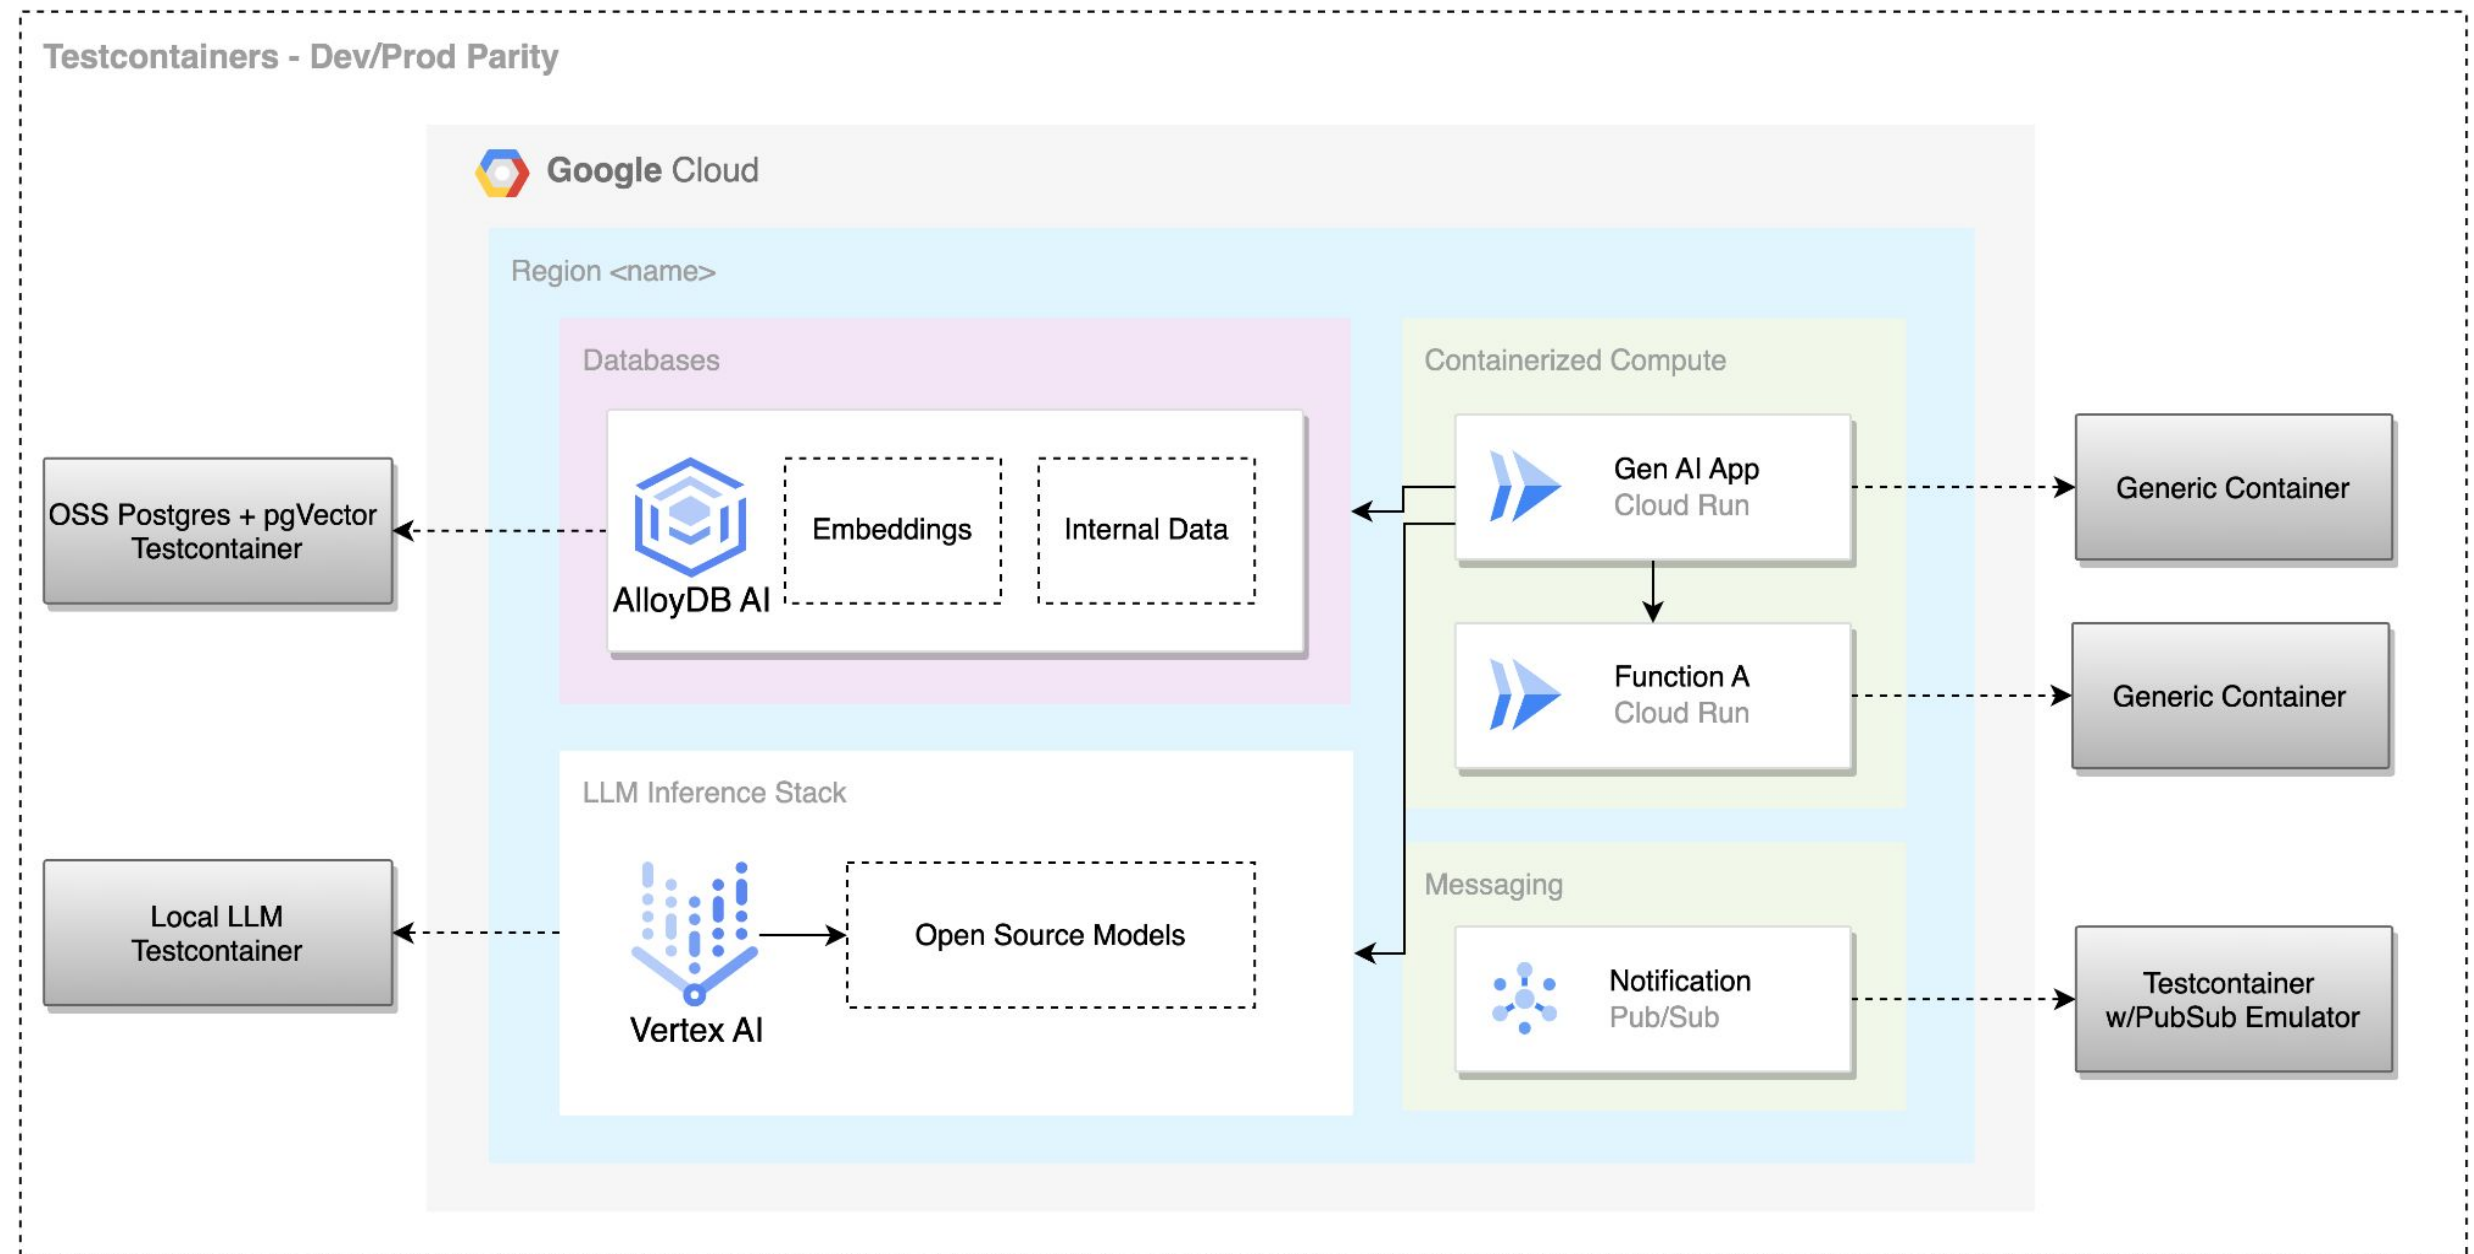 Testcontainers - Dev/Prod Parity
Google Cloud
Region <name>
Databases
AlloyDB AI
Embeddings
Internal Data
OSS Postgres + pgVector
Testcontainer
LLM Inference Stack
Vertex AI
Open Source Models
Local LLM
Testcontainer
Containerized Compute
Gen AI App
Cloud Run
Generic Container
Function A
Cloud Run
Generic Container
Messaging
Notification
Pub/Sub
Testcontainer
w/PubSub Emulator